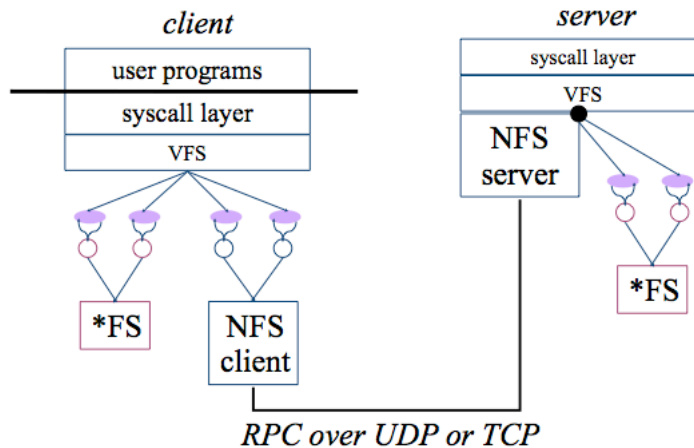 client
user programs
syscall layer
VFS
*FS
NFS
client
server
syscall layer
VFS
NFS
server
*FS
RPC over UDP or TCP